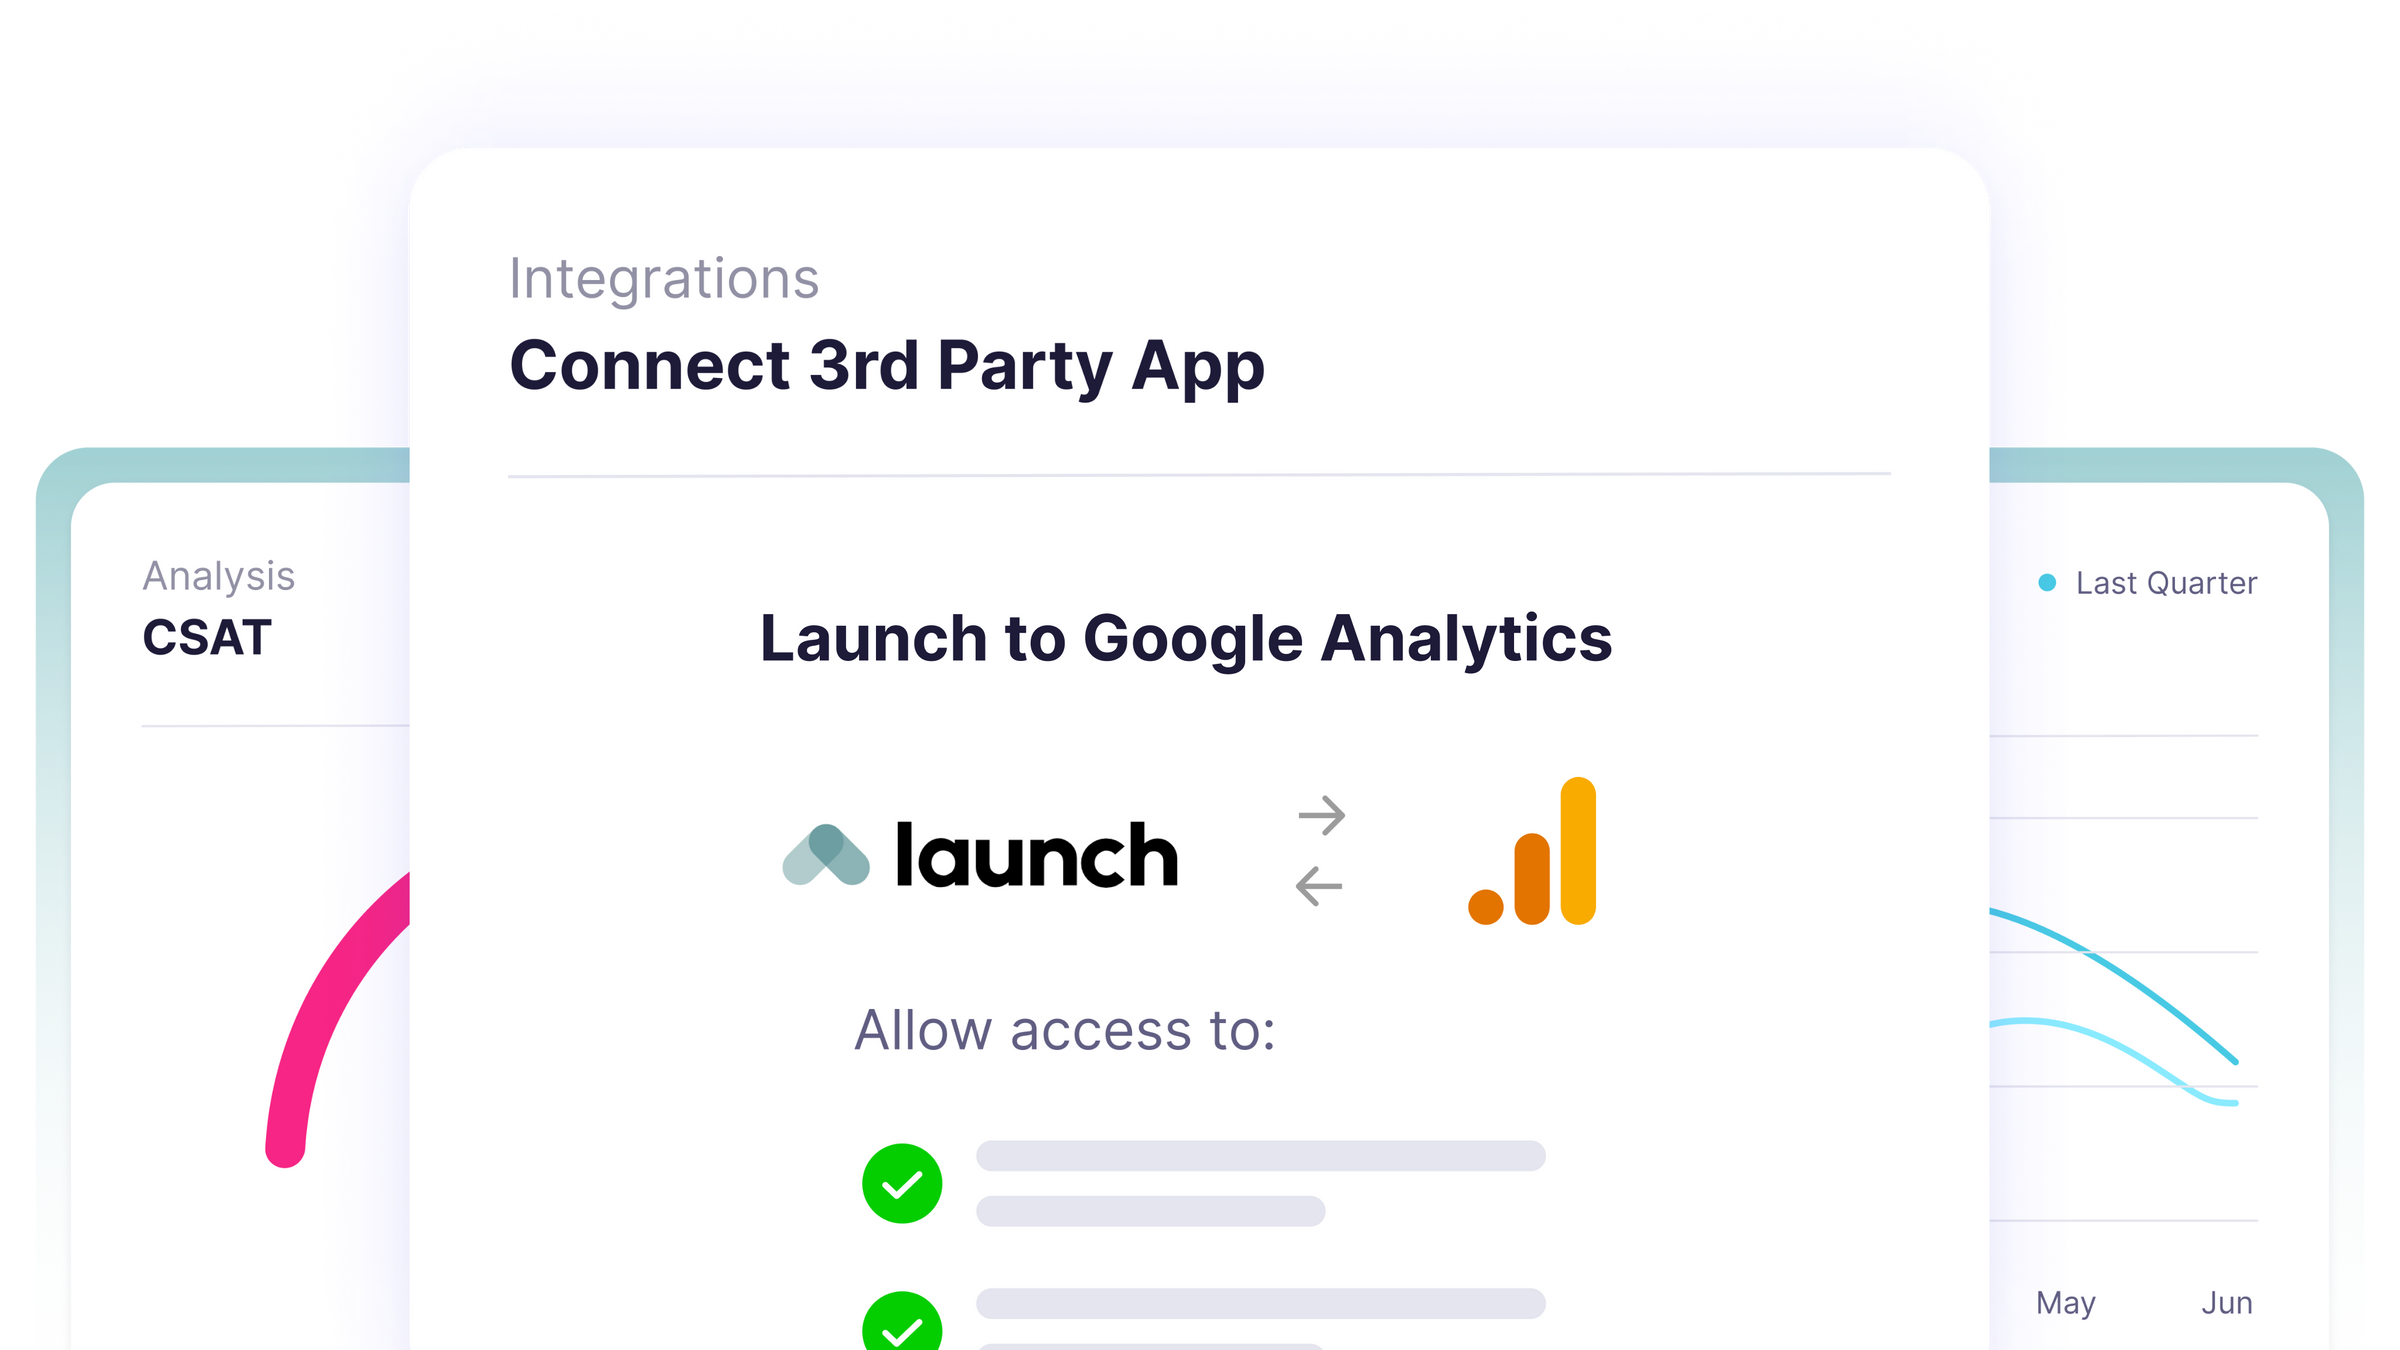 Integrations
Connect 3rd Party App
Analysis
CSAT
Last Quarter
Launch to Google Analytics
launch
Allow access to:
May
Jun